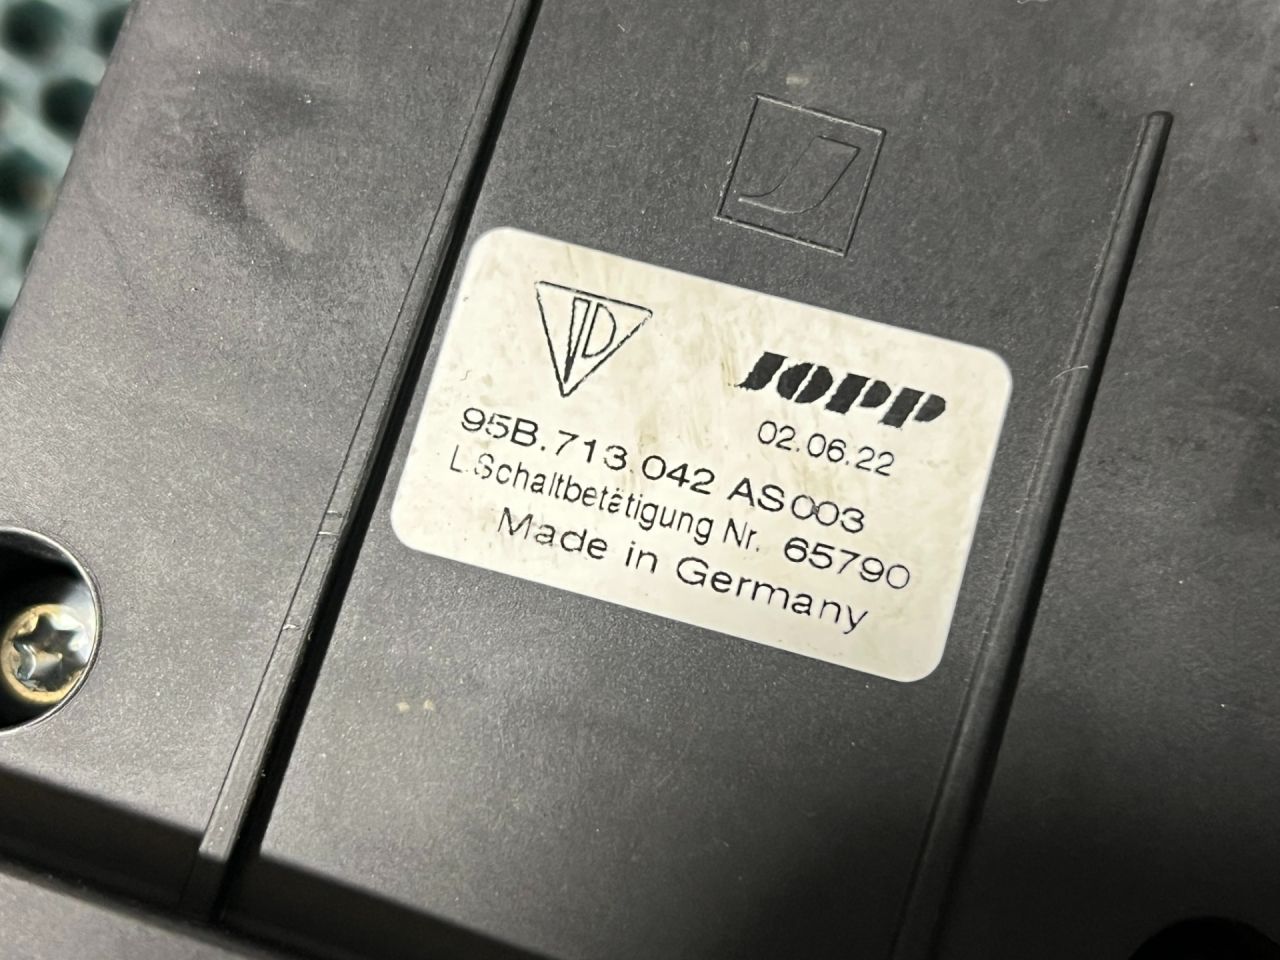 JOPP
02.06.22
95B.713.042 AS003
L.Schaltbetätigung Nr. 65790
Made in Germany